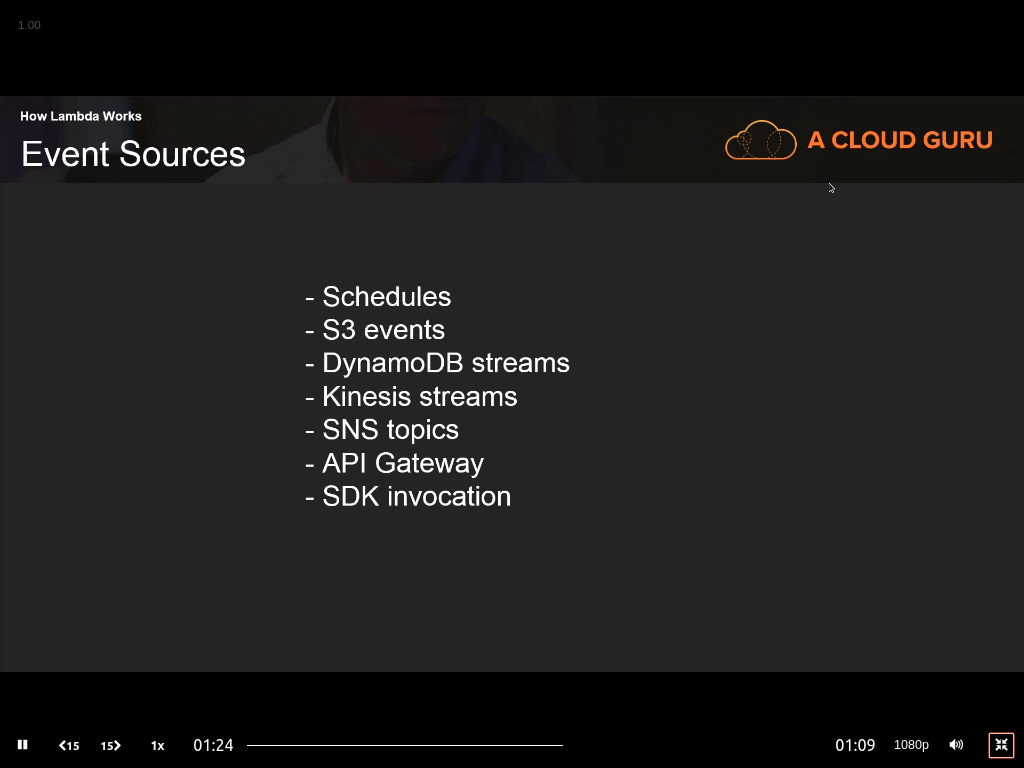 1.00
How Lambda Works
Event Sources
A CLOUD GURU
- Schedules
- S3 events
- DynamoDB streams
- Kinesis streams
- SNS topics
- API Gateway
- SDK invocation
15 15 1x 01:24 01:09 1080p